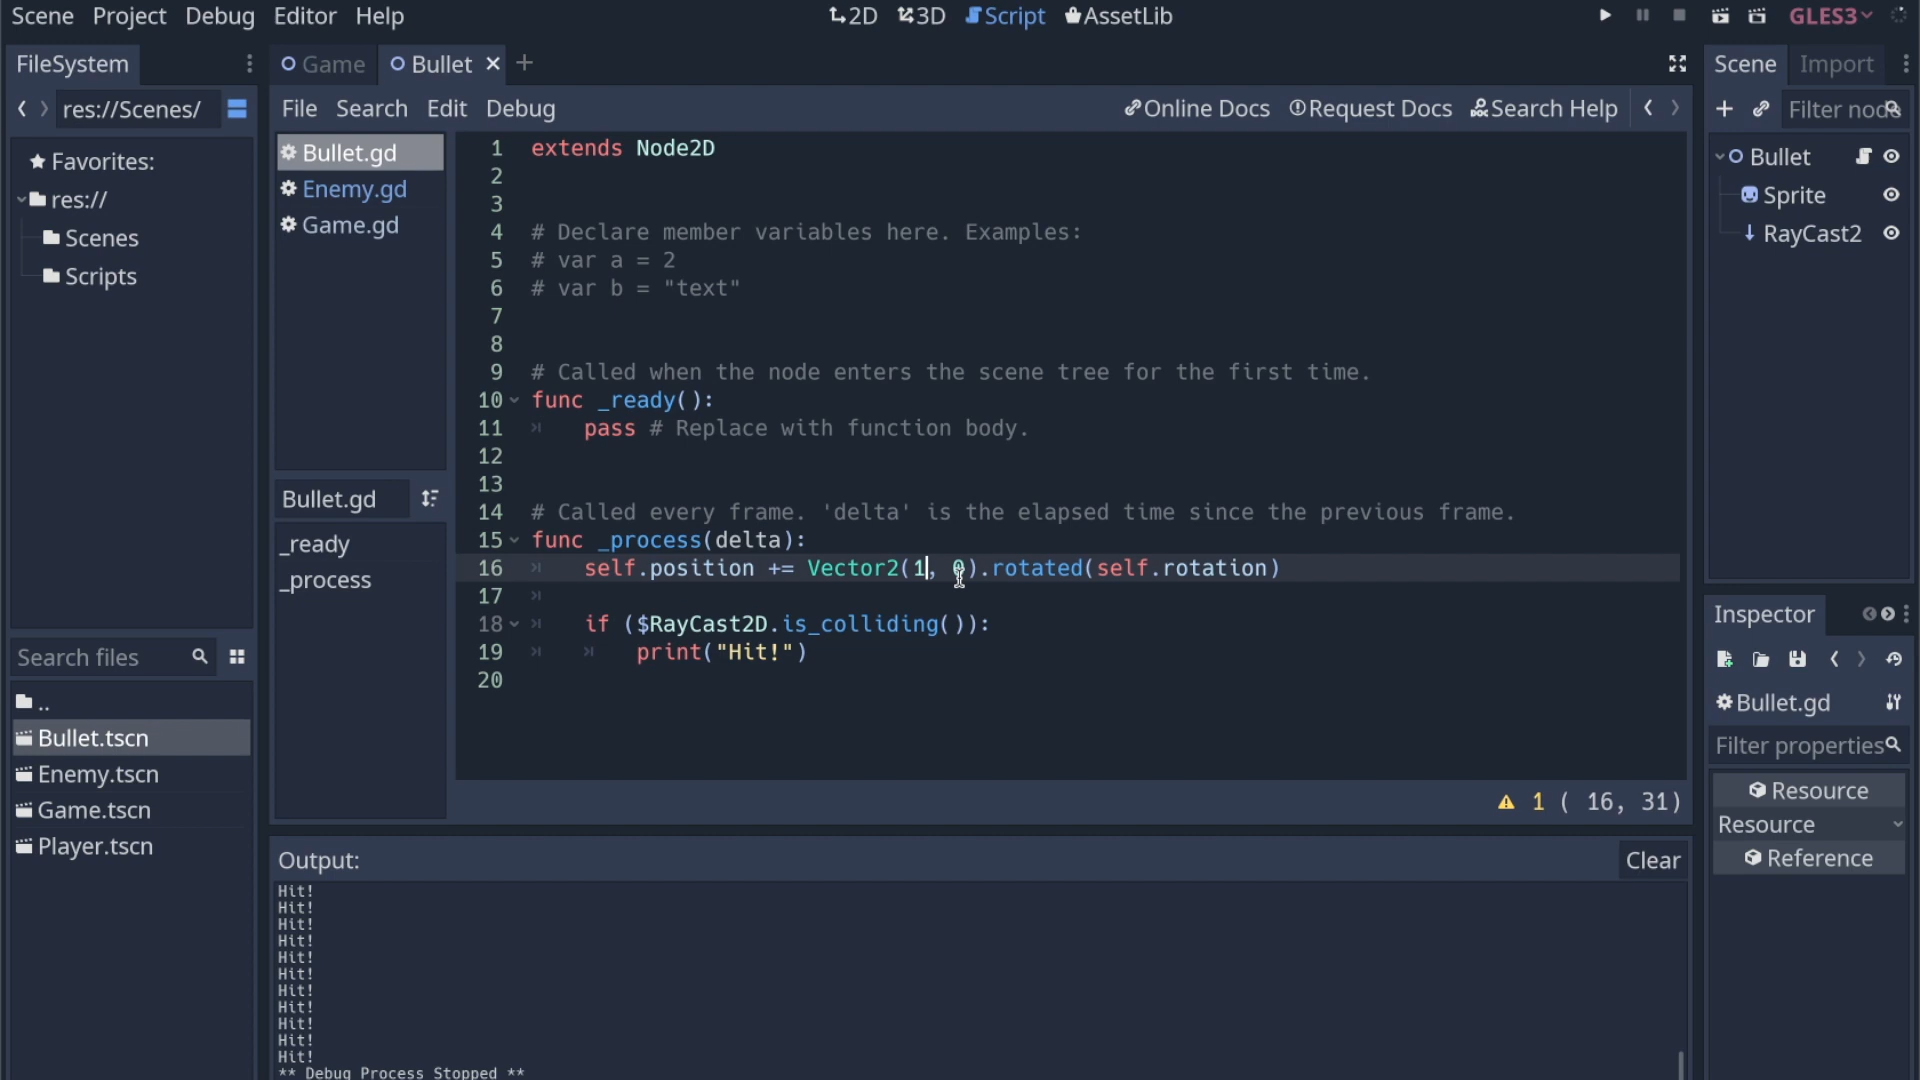 Scene Project Debug Editor Help 2D 3D Script AssetLib GLES3
FileSystem
res://Scenes/
Favorites:
res://
Scenes
Scripts
Search files
..
Bullet.tscn
Enemy.tscn
Game.tscn
Player.tscn
Game Bullet
File Search Edit Debug Online Docs Request Docs Search Help
Bullet.gd
Enemy.gd
Game.gd
Bullet.gd
_ready
_process
1 extends Node2D
2
3
4 # Declare member variables here. Examples:
5 # var a = 2
6 # var b = "text"
7
8
9 # Called when the node enters the scene tree for the first time.
10 func _ready():
11 pass # Replace with function body.
12
13
14 # Called every frame. 'delta' is the elapsed time since the previous frame.
15 func _process(delta):
16 self.position += Vector2(1, 0).rotated(self.rotation)
17
18 if ($RayCast2D.is_colliding()):
19 print("Hit!")
20
1 ( 16, 31)
Output: Clear
Hit!
Hit!
Hit!
Hit!
Hit!
Hit!
Hit!
Hit!
Hit!
Hit!
Hit!
** Debug Process Stopped **
Scene Import
Filter node
Bullet
Sprite
RayCast2
Inspector
Bullet.gd
Filter properties
Resource
Resource
Reference